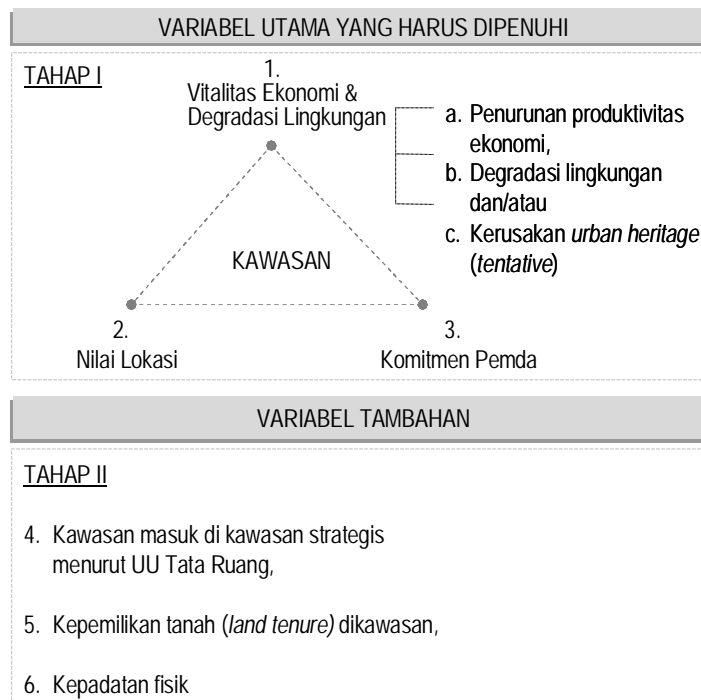 VARIABEL UTAMA YANG HARUS DIPENUHI
TAHAP I
1.
Vitalitas Ekonomi &
Degradasi Lingkungan
a. Penurunan produktivitas
ekonomi,
b. Degradasi lingkungan
dan/atau
c. Kerusakan urban heritage
(tentative)
KAWASAN
2.
Nilai Lokasi
3.
Komitmen Pemda
VARIABEL TAMBAHAN
TAHAP II
4. Kawasan masuk di kawasan strategis
menurut UU Tata Ruang,
5. Kepemilikan tanah (land tenure) dikawasan,
6. Kepadatan fisik